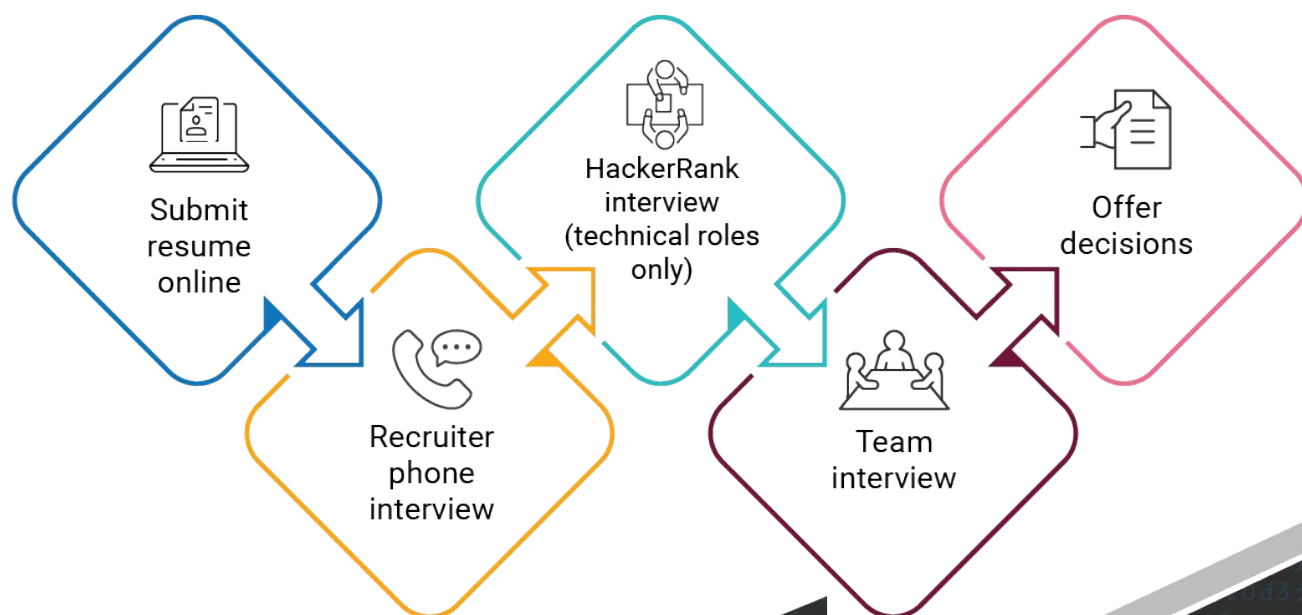 Submit
resume
online
Recruiter
phone
interview
HackerRank
interview
(technical roles
only)
Team
interview
Offer
decisions